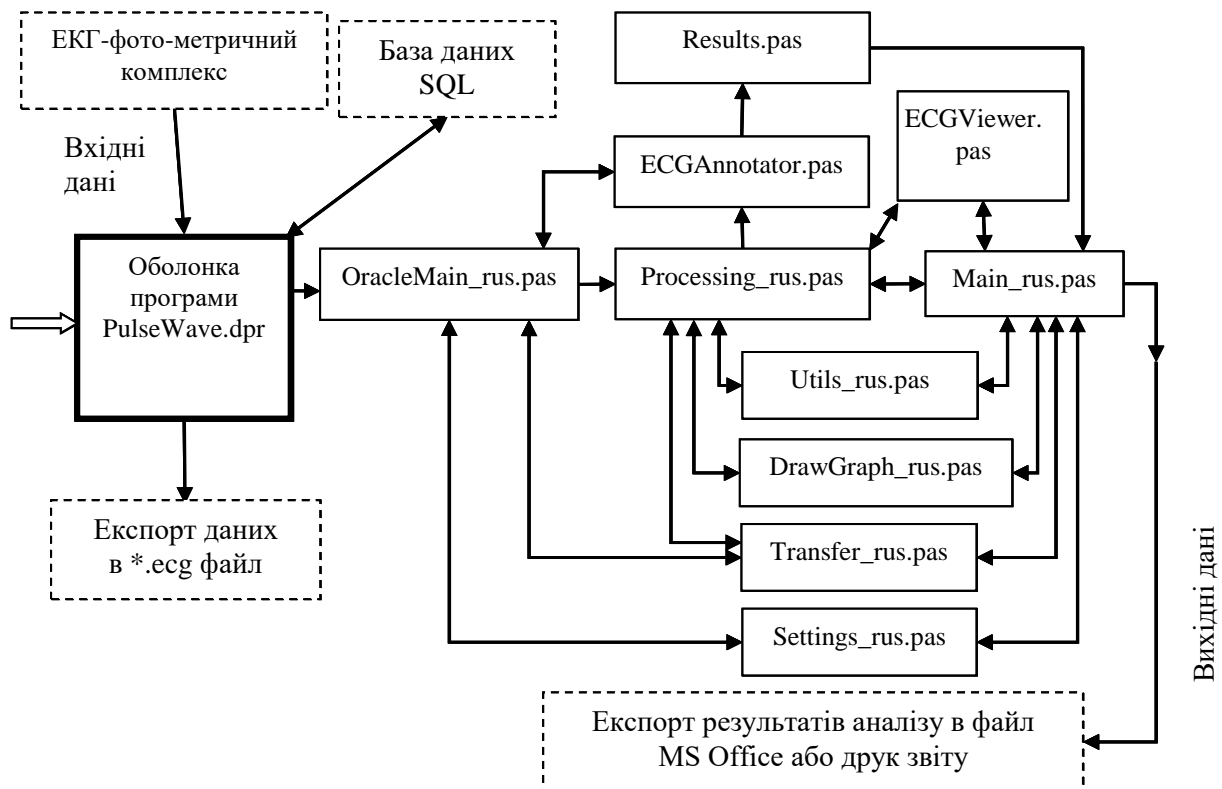 ЕКГ-фото-метричний
комплекс
База даних
SQL
Results.pas
ECGViewer.
pas
Вхідні
дані
ECGAnnotator.pas
Оболонка
програми
PulseWave.dpr
OracleMain_rus.pas
Processing_rus.pas
Main_rus.pas
Utils_rus.pas
DrawGraph_rus.pas
Експорт даних
в *.ecg файл
Transfer_rus.pas
Settings_rus.pas
Вихідні дані
Експорт результатів аналізу в файл
MS Office або друк звіту